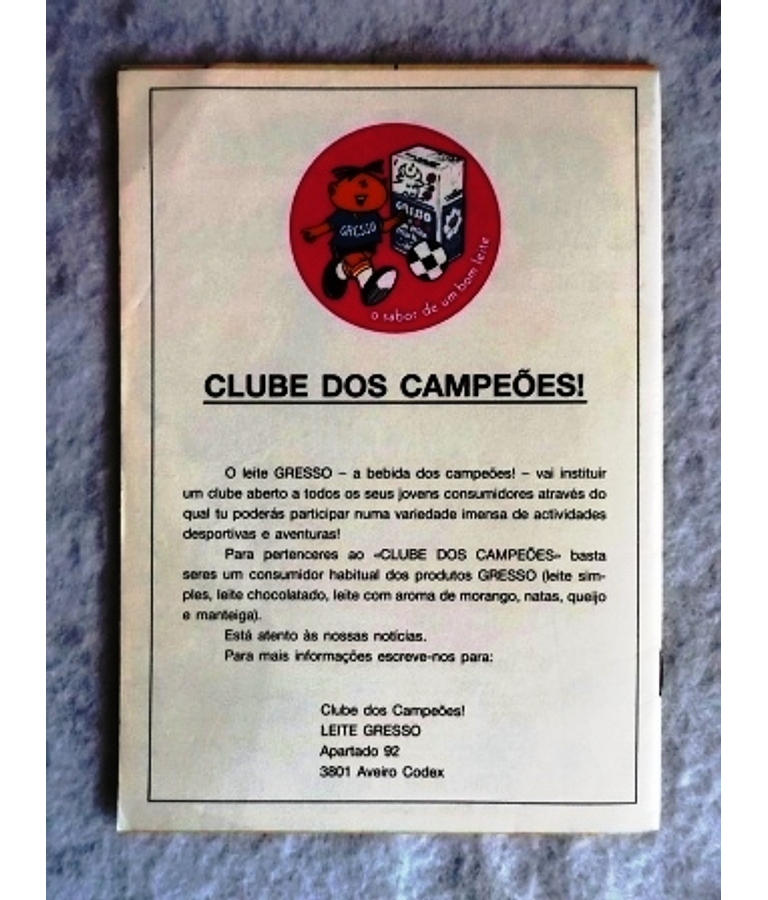 GRESSO
GRESSO
o sabor de um bom leite
CLUBE DOS CAMPEÕES!
O leite GRESSO – a bebida dos campeões! – vai instituir
um clube aberto a todos os seus jovens consumidores através do
qual tu poderás participar numa variedade imensa de actividades
desportivas e aventuras!
Para pertenceres ao «CLUBE DOS CAMPEÕES» basta
seres um consumidor habitual dos produtos GRESSO (leite sim-
ples, leite chocolatado, leite com aroma de morango, natas, queijo
e manteiga).
Está atento às nossas notícias.
Para mais informações escreve-nos para:
Clube dos Campeões!
LEITE GRESSO
Apartado 92
3801 Aveiro Codex